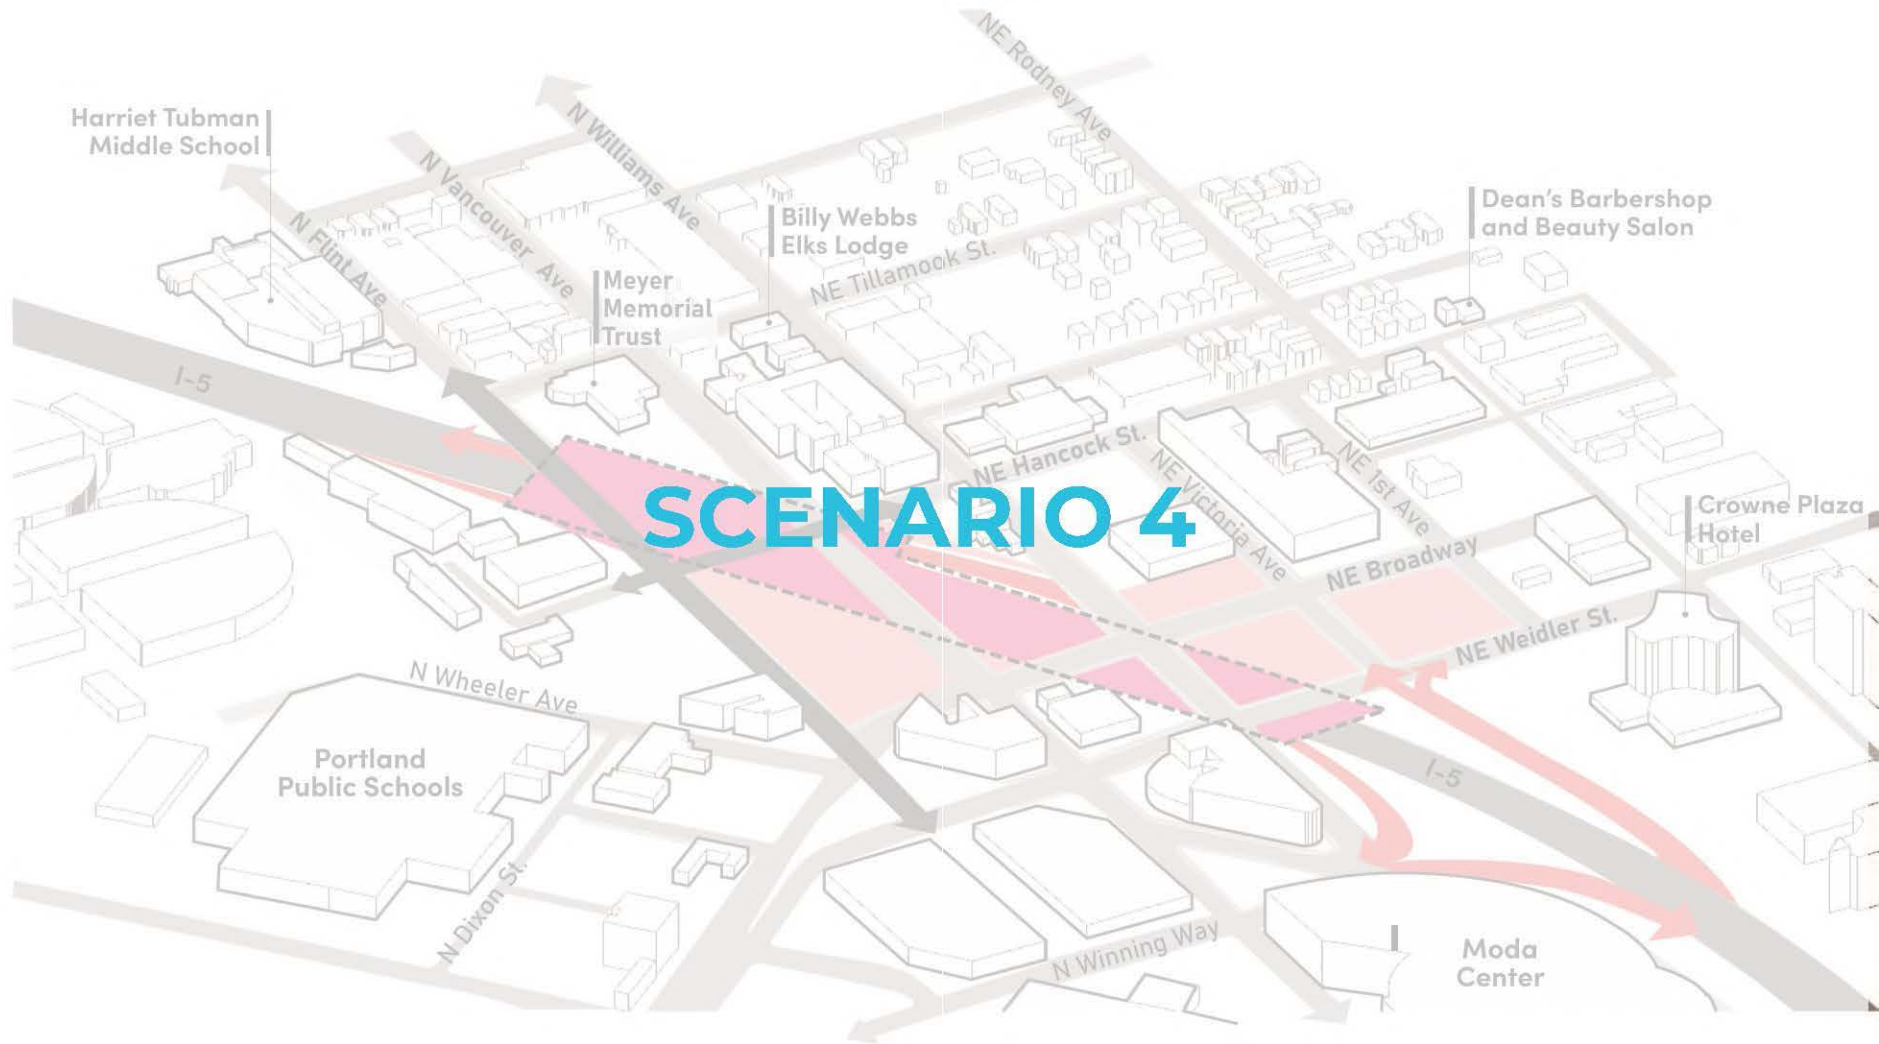 NE Rodney Ave
Harriet Tubman
Middle School
N Williams Ave
N Vancouver Ave
N Flint Ave
Billy Webbs
Elks Lodge
Dean's Barbershop
and Beauty Salon
NE Tillamook St.
Meyer
Memorial
Trust
I-5
NE Hancock St.
NE Victoria Ave
NE 1st Ave
SCENARIO 4
Crowne Plaza
Hotel
NE Broadway
NE Weidler St.
N Wheeler Ave
Portland
Public Schools
I-5
N Dixon St.
N Winning Way
Moda
Center